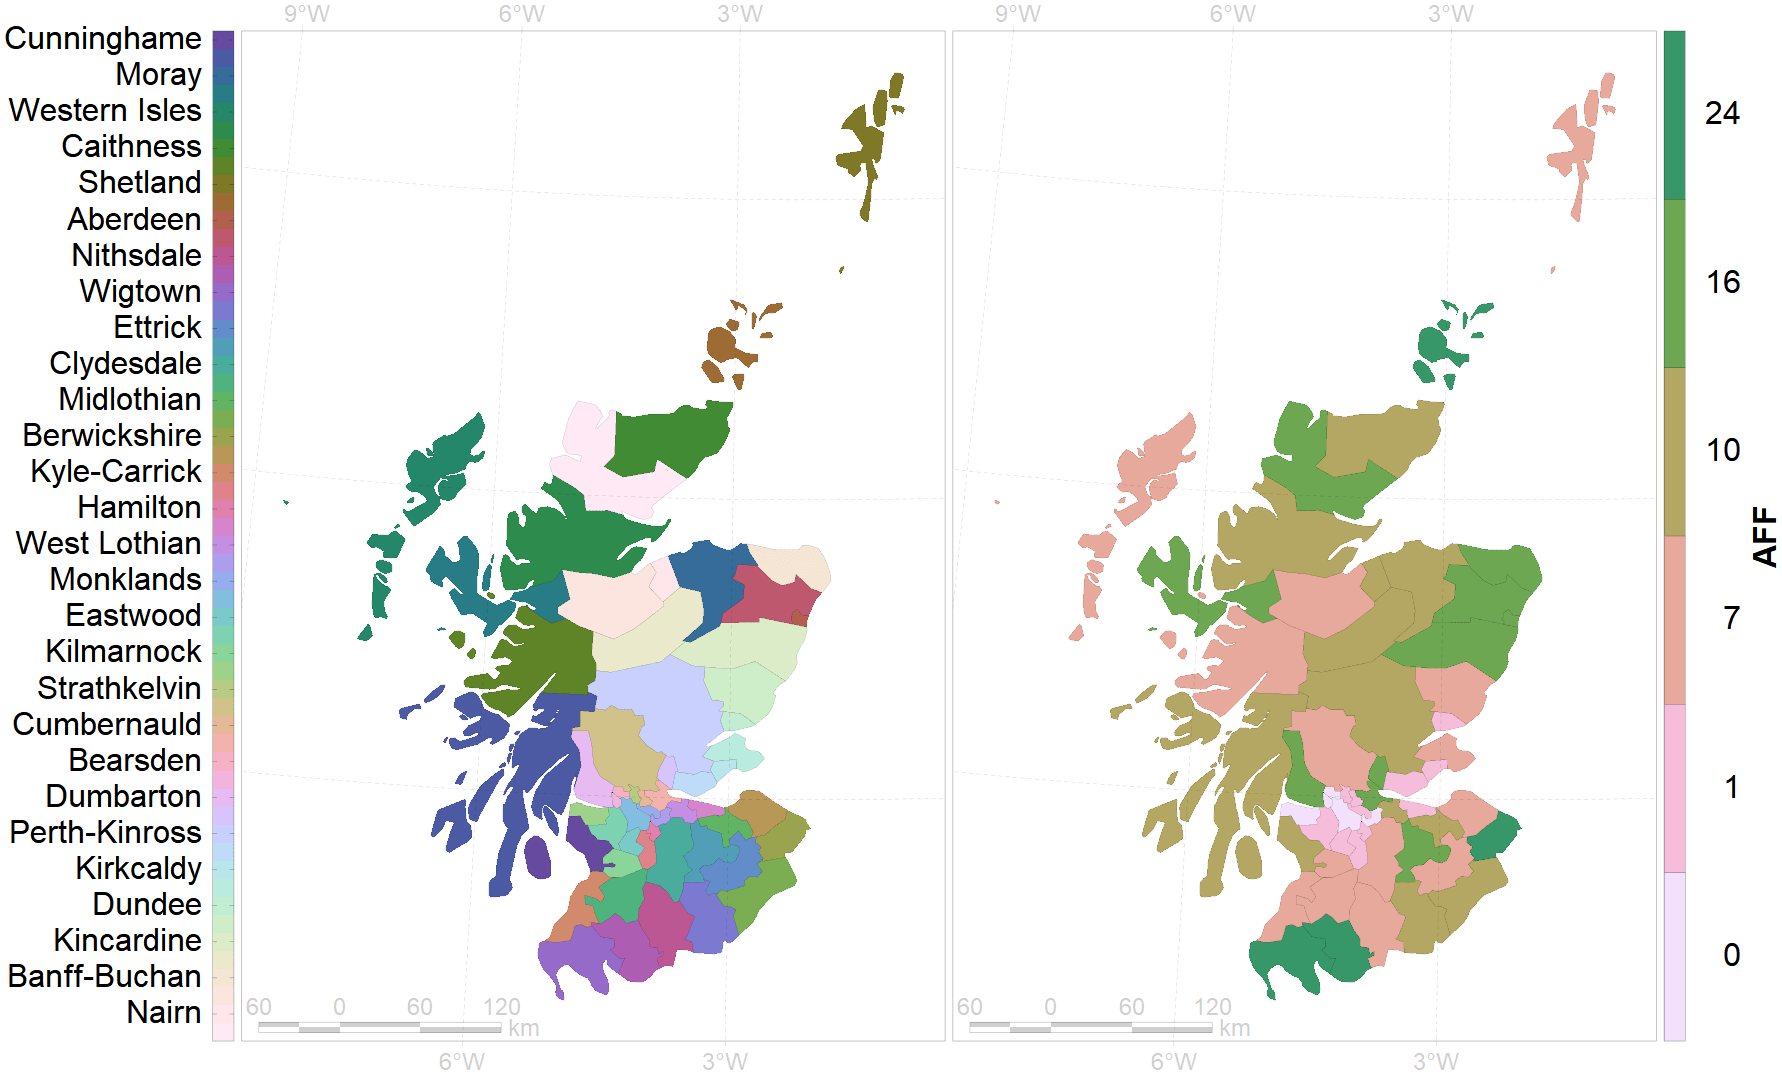 9°W 6°W 3°W 9°W 6°W 3°W
Cunninghame
Moray
Western Isles
Caithness
Shetland
Aberdeen
Nithsdale
Wigtown
Ettrick
Clydesdale
Midlothian
Berwickshire
Kyle-Carrick
Hamilton
West Lothian
Monklands
Eastwood
Kilmarnock
Strathkelvin
Cumbernauld
Bearsden
Dumbarton
Perth-Kinross
Kirkcaldy
Dundee
Kincardine
Banff-Buchan
Nairn
60 0 60 120
km
60 0 60 120
km
6°W 3°W 6°W 3°W
24
16
10
7
1
0
AFF